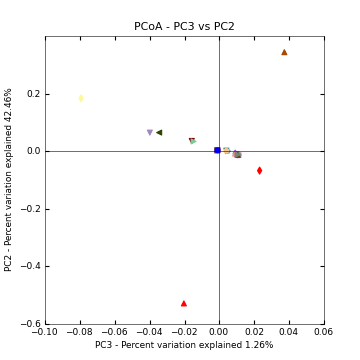 PCoA - PC3 vs PC2
PC2 - Percent variation explained 42.46%
0.2
0.0
−0.2
−0.4
−0.6
−0.10 −0.08 −0.06 −0.04 −0.02 0.00 0.02 0.04 0.06
PC3 - Percent variation explained 1.26%